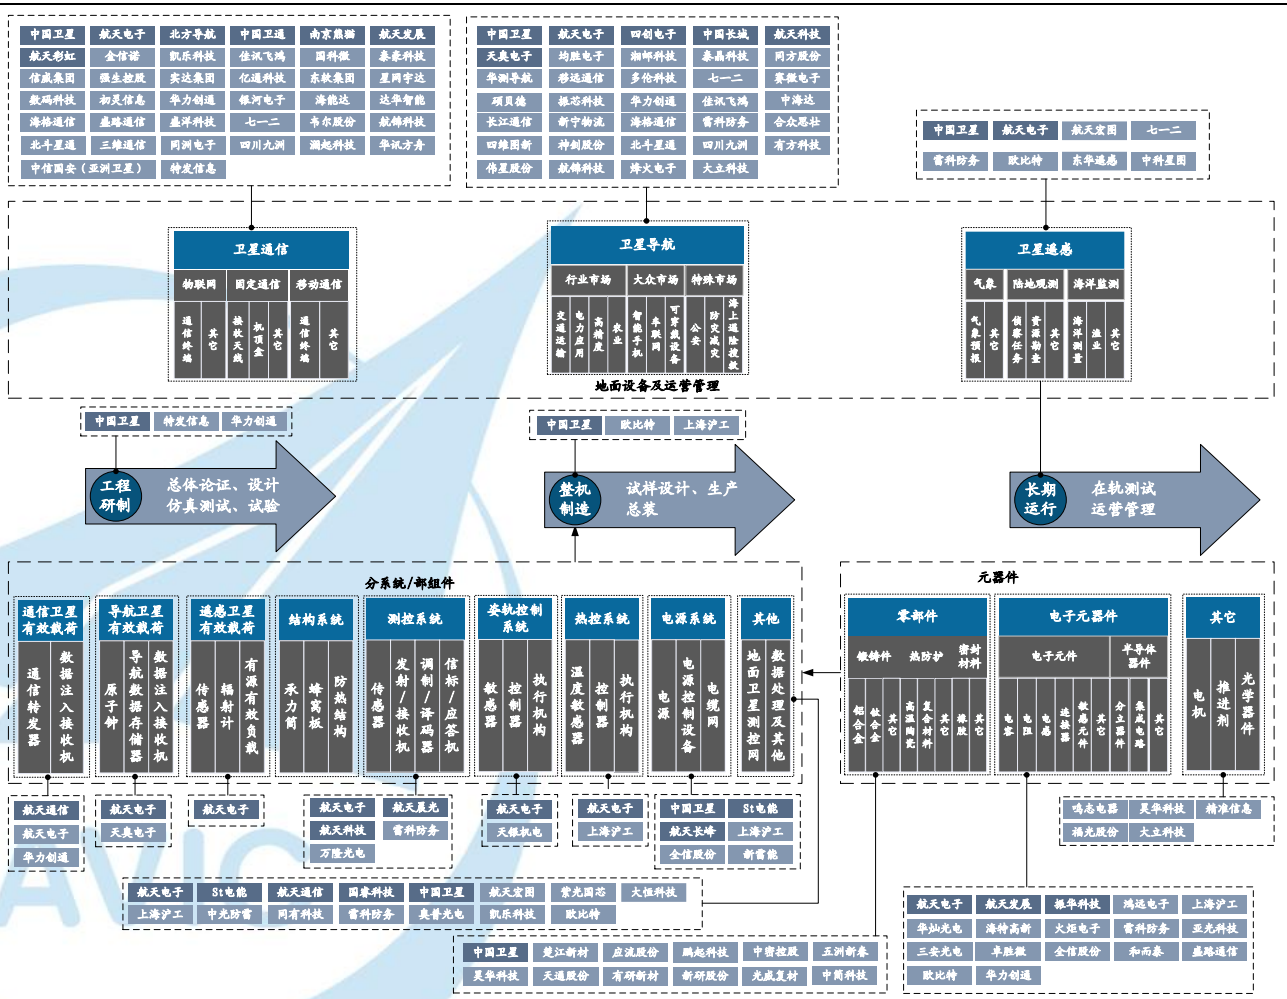 中国卫星 航天电子 北方导航 中国卫通 南京熊猫 航天发展
航天彩虹 金信诺 凯乐科技 佳讯飞鸿 国科微 泰豪科技
信威集团 强生控股 实达集团 亿通科技 东软集团 星网宇达
数码科技 初灵信息 华力创通 银河电子 海能达 达华智能
海格通信 盛路通信 盛洋科技 七一二 韦尔股份 航锦科技
北斗星通 三维通信 同洲电子 四川九洲 澜起科技 华讯方舟
中信国安（亚洲卫星） 特发信息
中国卫星 航天电子 四创电子 中国长城 航天科技
天奥电子 均胜电子 湘邮科技 泰晶科技 同方股份
华测导航 移远通信 多伦科技 七一二 赛微电子
硕贝德 振芯科技 华力创通 佳讯飞鸿 中海达
长江通信 新宁物流 海格通信 雷科防务 合众思壮
四维图新 神剑股份 北斗星通 四川九洲 有方科技
伟星股份 航锦科技 烽火电子 大立科技
中国卫星 航天电子 航天宏图 七一二
雷科防务 欧比特 东华遥感 中科星图
卫星通信
物联网 固定通信 移动通信
通信终端 其它 接收天线 机顶盒 其它 通信终端 其它
卫星导航
行业市场 大众市场 特殊市场
交通运输 电力应用 高精度 农业 智能手机 车联网 可穿戴设备 公安 防灾减灾 海上遇险搜救
卫星遥感
气象 陆地观测 海洋监测
气象预报 其它 侦察任务 资源勘查 其它 海洋测量 渔业 其它
地面设备及运营管理
中国卫星 特发信息 华力创通
工程研制
总体论证、设计
仿真测试、试验
中国卫星 欧比特 上海沪工
整机制造
试样设计、生产
总装
长期运行
在轨测试
运营管理
分系统/部组件
通信卫星有效载荷 导航卫星有效载荷 遥感卫星有效载荷 结构系统 测控系统 姿轨控制系统 热控系统 电源系统 其他
通信转发器 数据注入接收机 原子钟 导航数据存储器 数据注入接收机 传感器 辐射计 有源有效负载 承力筒 蜂窝板 防热结构 传感器 发射/接收机 调制/译码器 信标/应答机 敏感器 控制器 执行机构 温度敏感器 控制器 执行机构 电源 电源控制设备 电缆网 地面卫星测控网 数据处理及其他
元器件
零部件 电子元器件 其它
锻铸件 热防护 密封材料 电子元件 半导体器件
铝合金 钛合金 其它 高温陶瓷 复合材料 其它 橡胶 其它 电容 电阻 电感 连接器 敏感元件 其它 分立器件 集成电路 其它 电机 推进剂 光学器件
航天通信
航天电子
华力创通
航天电子
天奥电子
航天电子
航天电子 航天晨光
航天科技 雷科防务
万隆光电
航天电子
天银机电
航天电子
上海沪工
中国卫星 St电能
航天长峰 上海沪工
全信股份 新雷能
鸣志电器 昊华科技 精准信息
福光股份 大立科技
航天电子 St电能 航天通信 国睿科技 中国卫星 航天宏图 紫光国芯 大恒科技
上海沪工 中光防雷 同有科技 雷科防务 奥普光电 凯乐科技 欧比特
中国卫星 楚江新材 应流股份 鹏起科技 中密控股 五洲新春
昊华科技 天通股份 有研新材 新研股份 光威复材 中简科技
航天电子 航天发展 振华科技 鸿远电子 上海沪工
华灿光电 海特高新 火炬电子 雷科防务 亚光科技
三安光电 卓胜微 全信股份 和而泰 盛路通信
欧比特 华力创通
AVIC